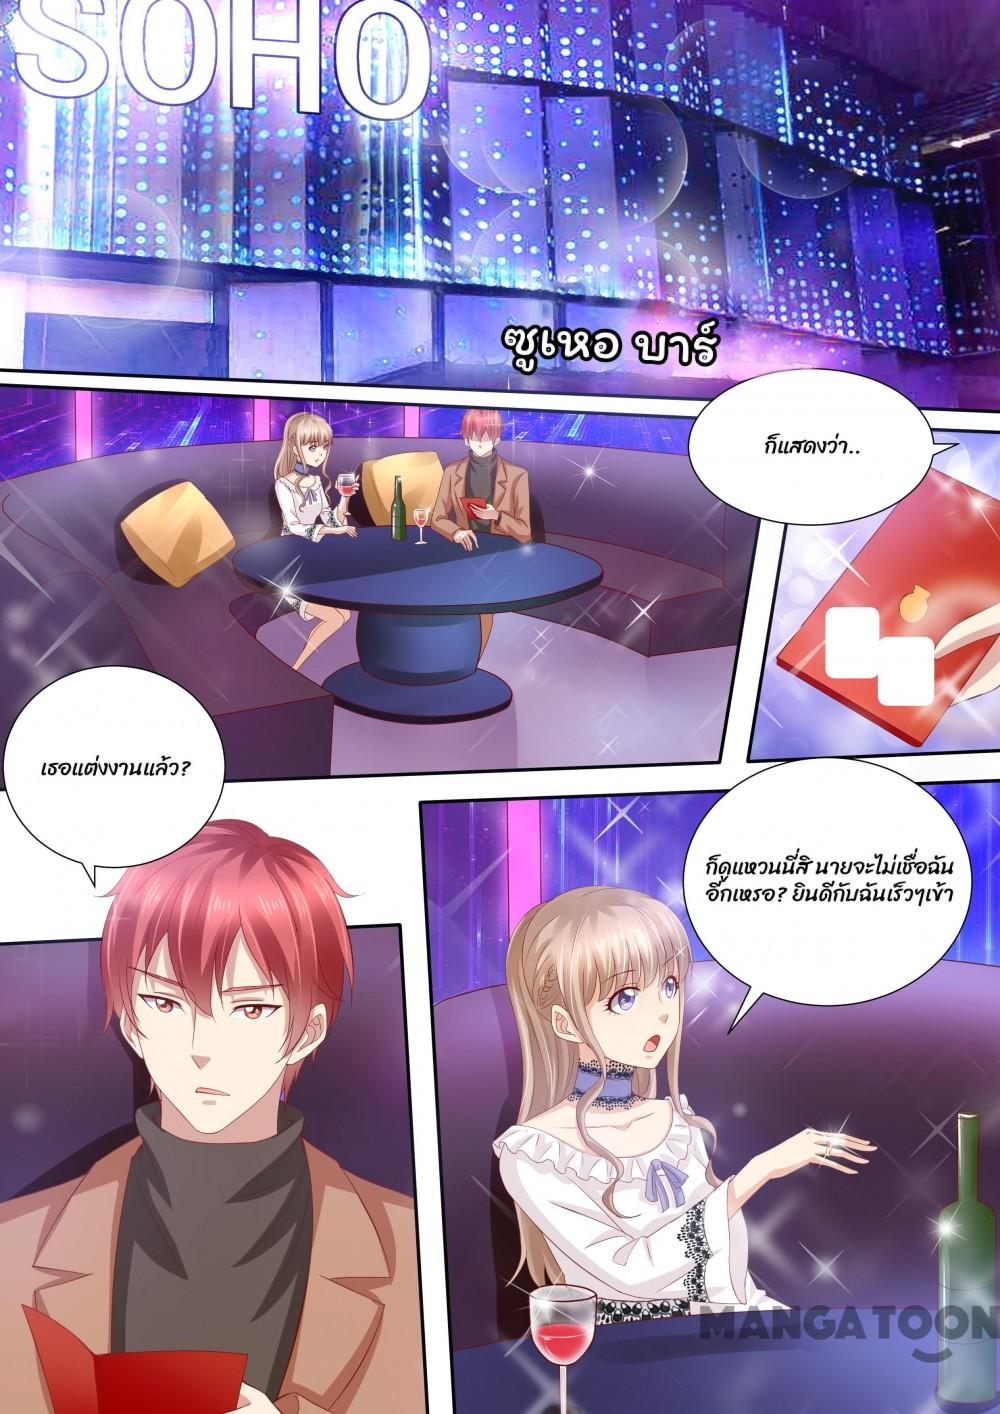 SOHO
ซูเหอ บาร์
ก็แสดงว่า..
เธอแต่งงานแล้ว?
ก็ดูแหวนนี่สิ นายจะไม่เชื่อฉัน
อีกเหรอ? ยินดีกับฉันเร็วๆเข้า
MANGATOON